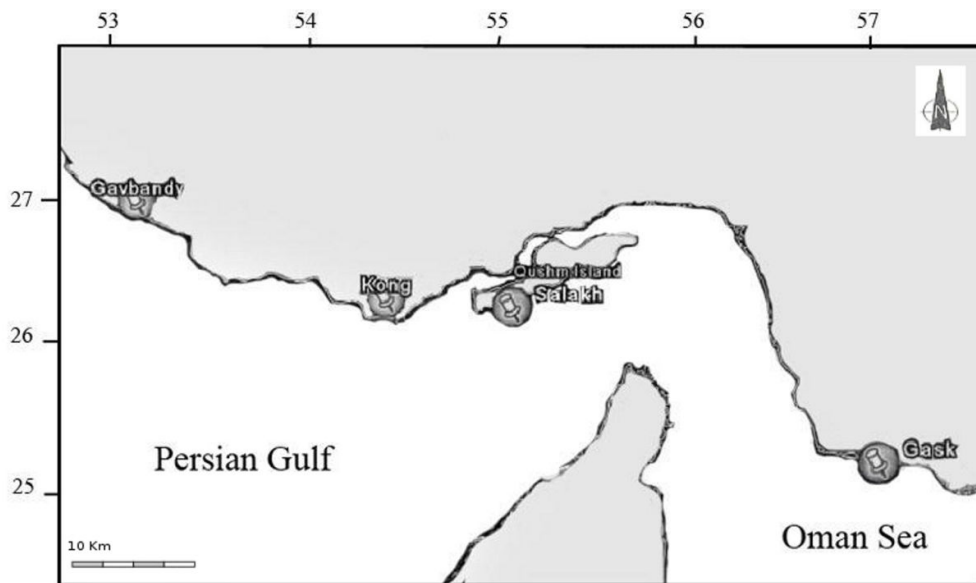 53 54 55 56 57
N
27
Gavbandy
Qushm Island
Kong
Salakh
26
Gask
Persian Gulf
25
Oman Sea
10 Km